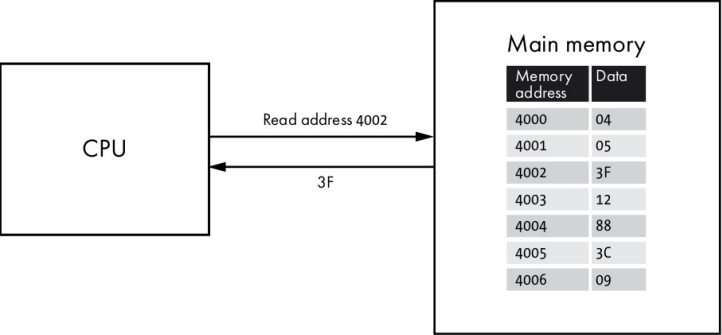 Main memory
Memory address Data
4000 04
4001 05
4002 3F
4003 12
4004 88
4005 3C
4006 09
CPU
Read address 4002
3F